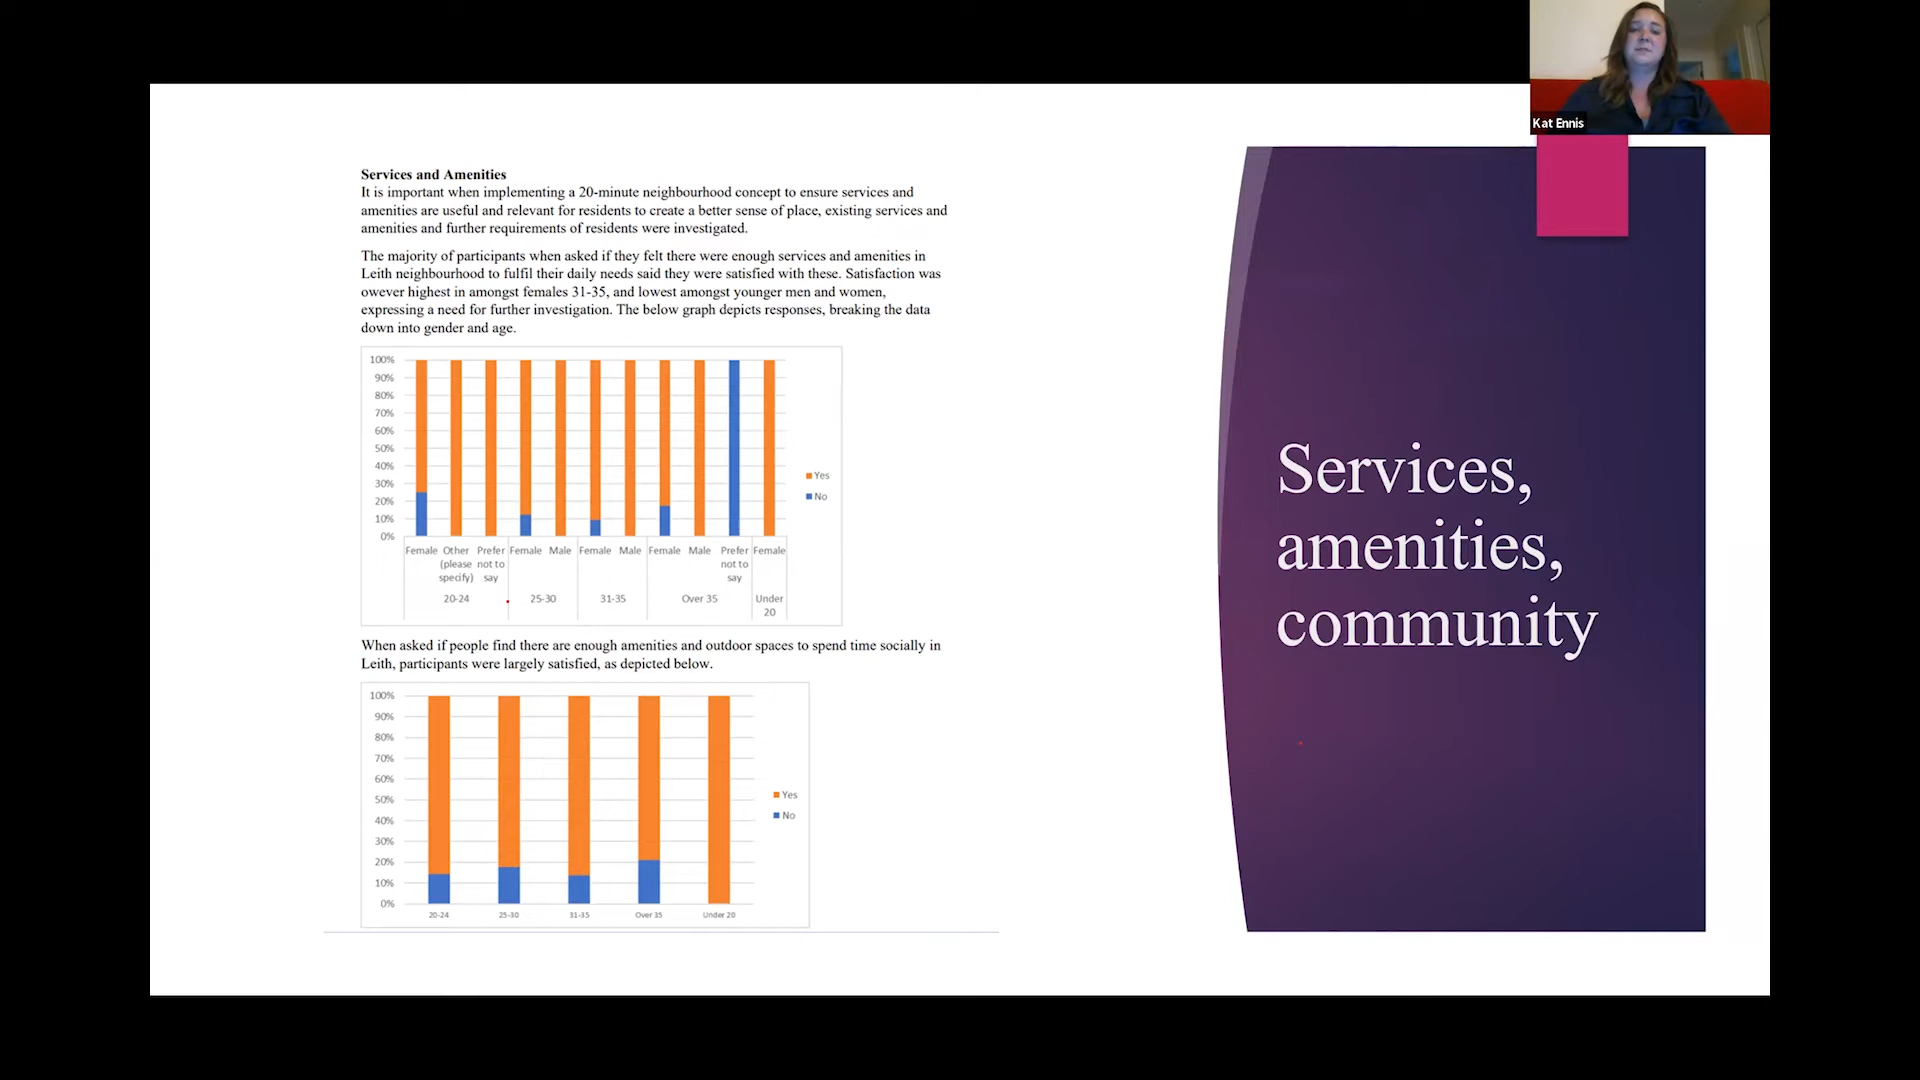 Kat Ennis
Services and Amenities
It is important when implementing a 20-minute neighbourhood concept to ensure services and
amenities are useful and relevant for residents to create a better sense of place, existing services and
amenities and further requirements of residents were investigated.
The majority of participants when asked if they felt there were enough services and amenities in
Leith neighbourhood to fulfil their daily needs said they were satisfied with these. Satisfaction was
owever highest in amongst females 31-35, and lowest amongst younger men and women,
expressing a need for further investigation. The below graph depicts responses, breaking the data
down into gender and age.
100%
90%
80%
70%
60%
50%
40%
30%
20%
10%
0%
Yes
No
Female Other Prefer Female Male Female Male Female Male Prefer Female
(please not to not to
specify) say say
20-24 25-30 31-35 Over 35 Under
20
When asked if people find there are enough amenities and outdoor spaces to spend time socially in
Leith, participants were largely satisfied, as depicted below.
100%
90%
80%
70%
60%
50%
40%
30%
20%
10%
0%
Yes
No
20-24 25-30 31-35 Over 35 Under 20
Services,
amenities,
community